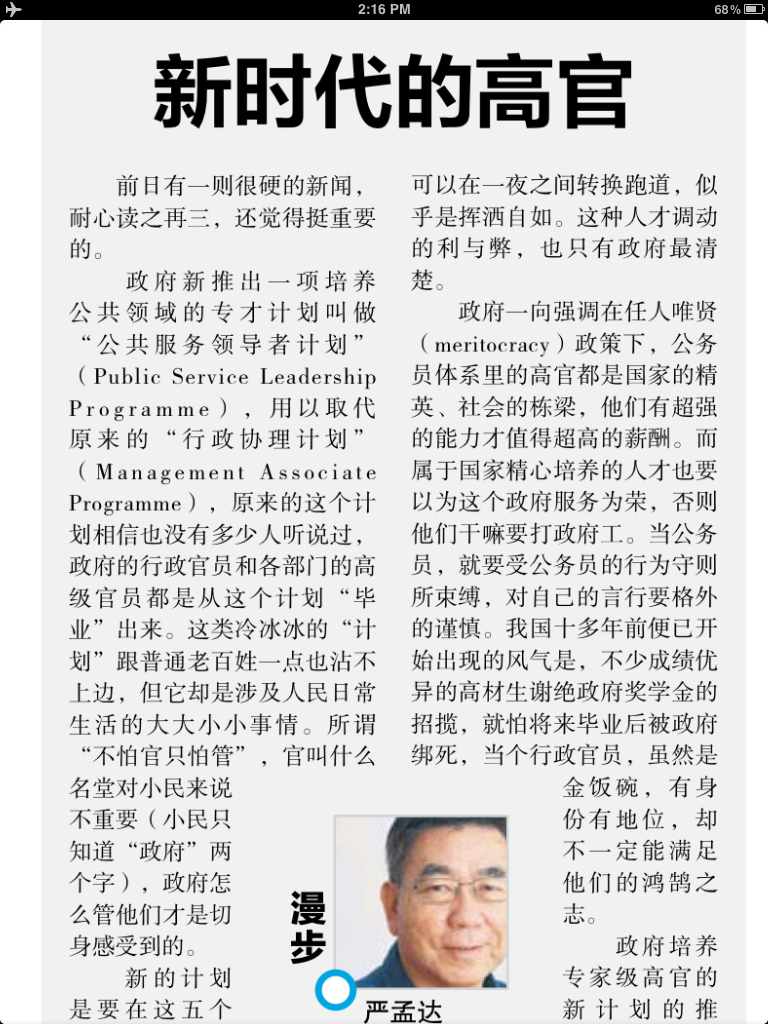 2:16 PM
68%
新时代的高官
前日有一则很硬的新闻，
耐心读之再三，还觉得挺重要
的。
政府新推出一项培养
公共领域的专才计划叫做
“公共服务领导者计划”
（Public Service Leadership
Programme），用以取代
原来的“行政协理计划”
（Management Associate
Programme），原来的这个计
划相信也没有多少人听说过，
政府的行政官员和各部门的高
级官员都是从这个计划“毕
业”出来。这类冷冰冰的“计
划”跟普通老百姓一点也沾不
上边，但它却是涉及人民日常
生活的大大小小事情。所谓
“不怕官只怕管”，官叫什么
名堂对小民来说
不重要（小民只
知道“政府”两
个字），政府怎
么管他们才是切
身感受到的。
新的计划
是要在这五个
可以在一夜之间转换跑道，似
乎是挥洒自如。这种人才调动
的利与弊，也只有政府最清
楚。
政府一向强调在任人唯贤
（meritocracy）政策下，公务
员体系里的高官都是国家的精
英、社会的栋梁，他们有超强
的能力才值得超高的薪酬。而
属于国家精心培养的人才也要
以为这个政府服务为荣，否则
他们干嘛要打政府工。当公务
员，就要受公务员的行为守则
所束缚，对自己的言行要格外
的谨慎。我国十多年前便已开
始出现的风气是，不少成绩优
异的高材生谢绝政府奖学金的
招揽，就怕将来毕业后被政府
绑死，当个行政官员，虽然是
金饭碗，有身
份有地位，却
不一定能满足
他们的鸿鹄之
志。
政府培养
专家级高官的
新计划的推
漫步
严孟达